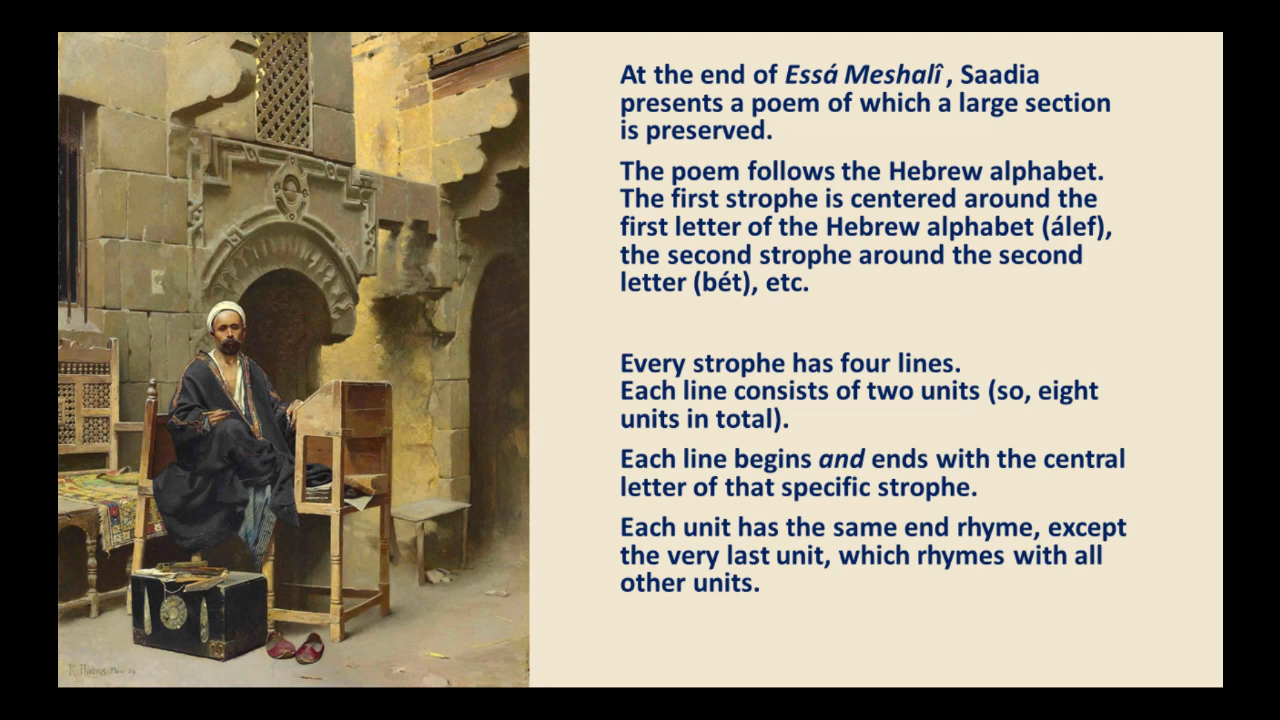 At the end of Essá Meshalî , Saadia
presents a poem of which a large section
is preserved.
The poem follows the Hebrew alphabet.
The first strophe is centered around the
first letter of the Hebrew alphabet (álef),
the second strophe around the second
letter (bét), etc.
Every strophe has four lines.
Each line consists of two units (so, eight
units in total).
Each line begins and ends with the central
letter of that specific strophe.
Each unit has the same end rhyme, except
the very last unit, which rhymes with all
other units.